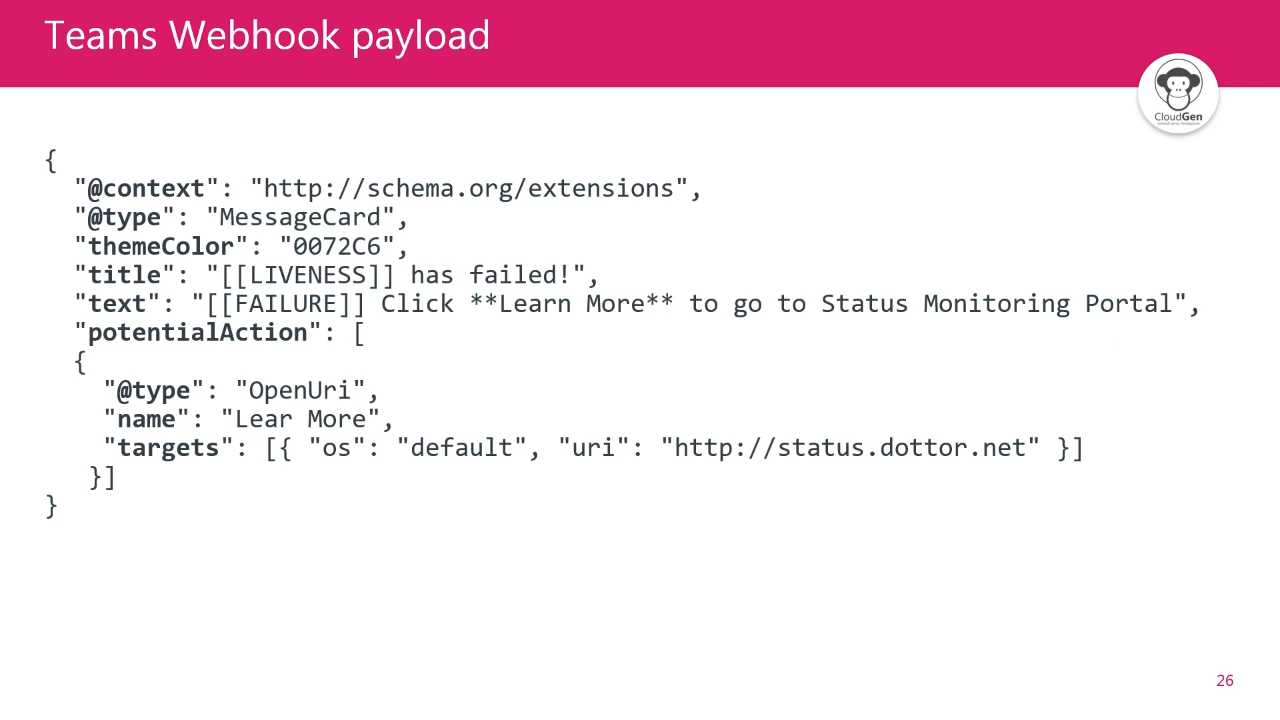 Teams Webhook payload
CloudGen
{
"@context": "http://schema.org/extensions",
"@type": "MessageCard",
"themeColor": "0072C6",
"title": "[[LIVENESS]] has failed!",
"text": "[[FAILURE]] Click **Learn More** to go to Status Monitoring Portal",
"potentialAction": [
{
"@type": "OpenUri",
"name": "Lear More",
"targets": [{ "os": "default", "uri": "http://status.dottor.net" }]
}]
}
26